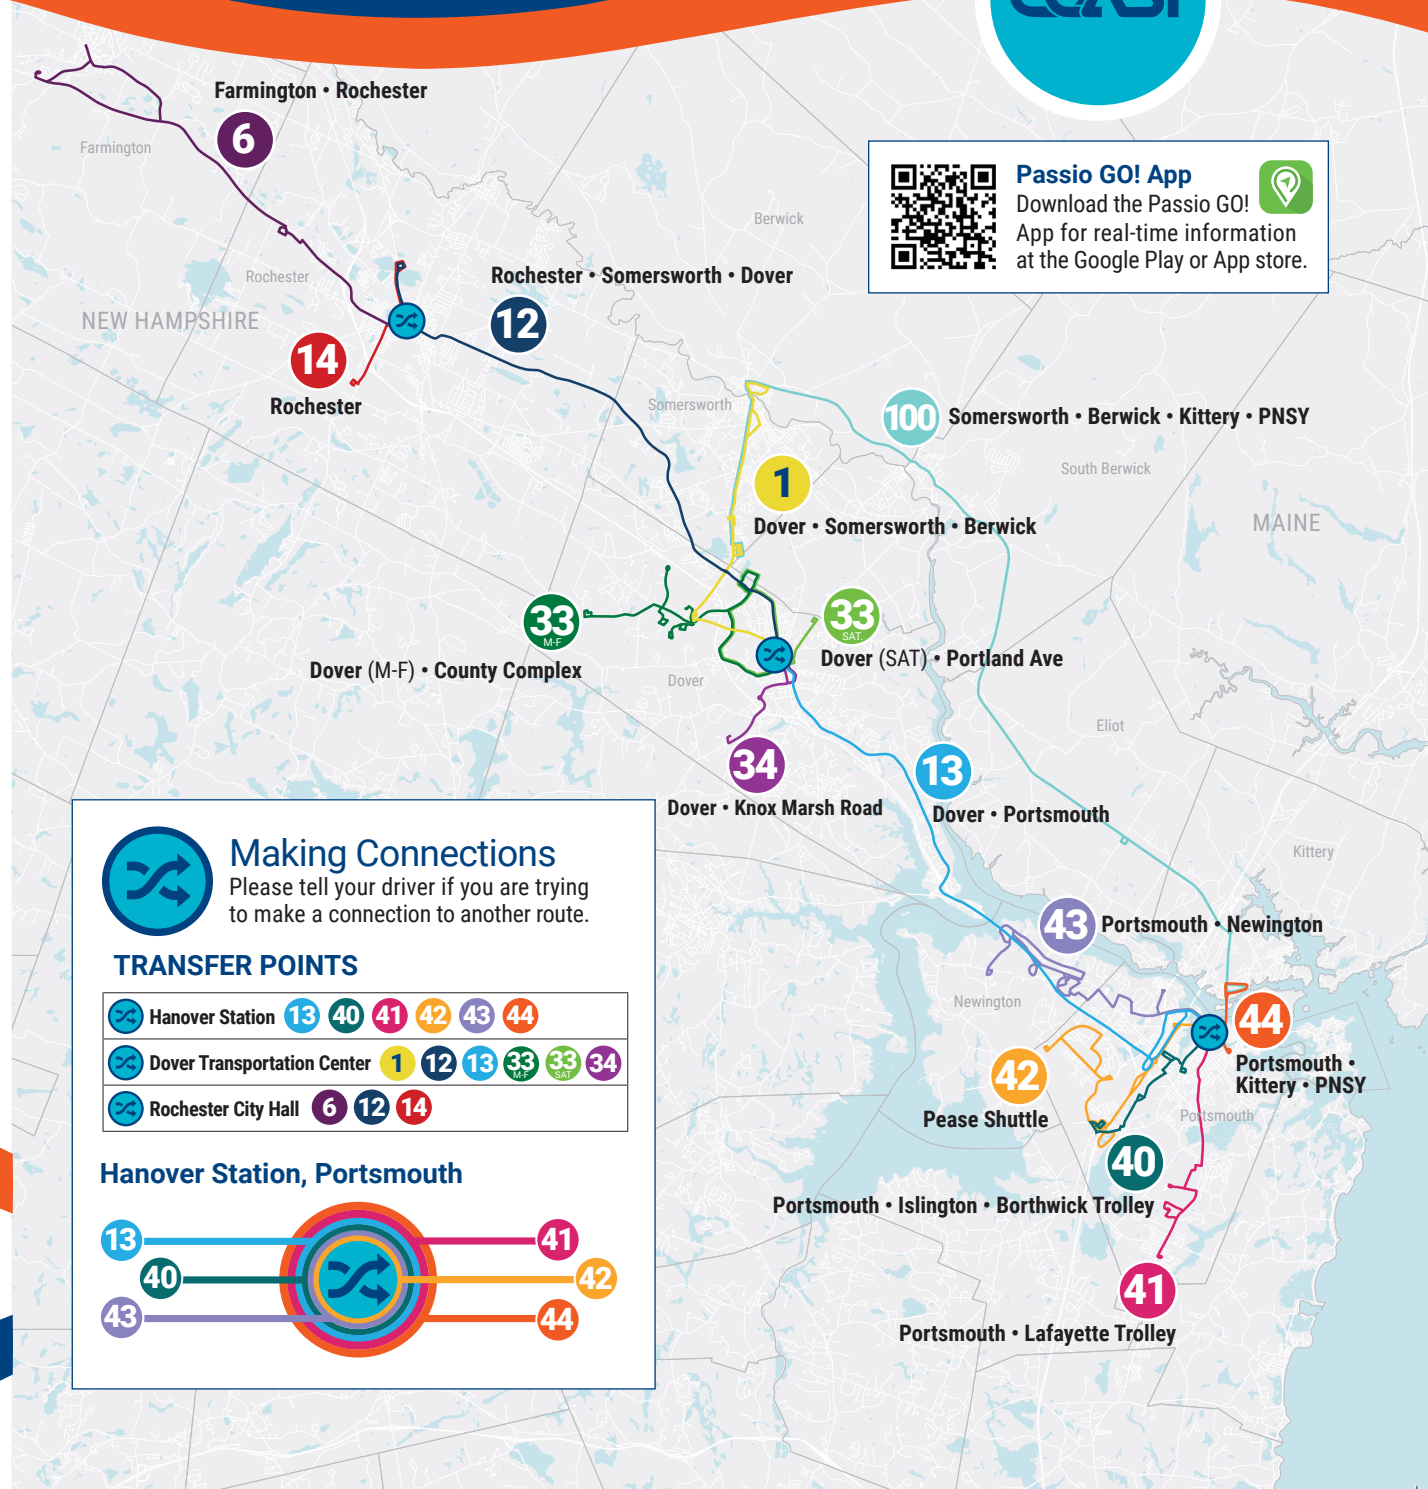 COAST
Farmington • Rochester
6
Farmington
Passio GO! App
Download the Passio GO!
App for real-time information
at the Google Play or App store.
Berwick
Rochester
Rochester • Somersworth • Dover
12
NEW HAMPSHIRE
14
Rochester
Somersworth
100 Somersworth • Berwick • Kittery • PNSY
South Berwick
1
Dover • Somersworth • Berwick
MAINE
33
M-F
Dover (M-F) • County Complex
33
SAT.
Dover (SAT) • Portland Ave
Dover
Eliot
34
Dover • Knox Marsh Road
13
Dover • Portsmouth
Kittery
43 Portsmouth • Newington
Newington
44
Portsmouth •
Kittery • PNSY
42
Pease Shuttle
Portsmouth
40
Portsmouth • Islington • Borthwick Trolley
41
Portsmouth • Lafayette Trolley
Making Connections
Please tell your driver if you are trying
to make a connection to another route.
TRANSFER POINTS
Hanover Station 13 40 41 42 43 44
Dover Transportation Center 1 12 13 33 M-F 33 SAT 34
Rochester City Hall 6 12 14
Hanover Station, Portsmouth
13 41
40 42
43 44